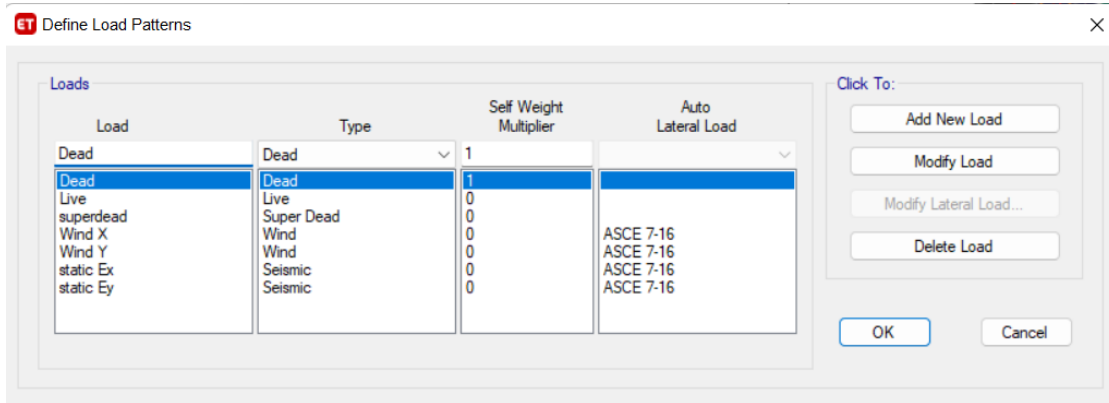 ET Define Load Patterns
Loads
Click To:
Load Type Self Weight Multiplier Auto Lateral Load
Dead Dead 1
Dead Dead 1
Live Live 0
superdead Super Dead 0
Wind X Wind 0 ASCE 7-16
Wind Y Wind 0 ASCE 7-16
static Ex Seismic 0 ASCE 7-16
static Ey Seismic 0 ASCE 7-16
Add New Load
Modify Load
Modify Lateral Load...
Delete Load
OK Cancel